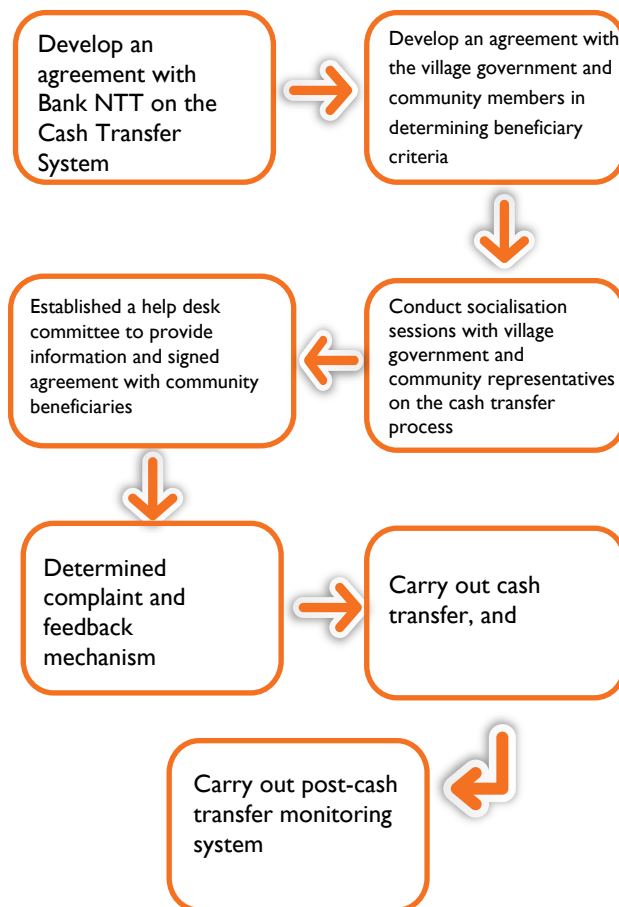 Develop an
agreement with
Bank NTT on the
Cash Transfer
System
Develop an agreement with
the village government and
community members in
determining beneficiary
criteria
Conduct socialisation
sessions with village
government and
community representatives
on the cash transfer
process
Established a help desk
committee to provide
information and signed
agreement with community
beneficiaries
Determined
complaint and
feedback
mechanism
Carry out cash
transfer, and
Carry out post-cash
transfer monitoring
system